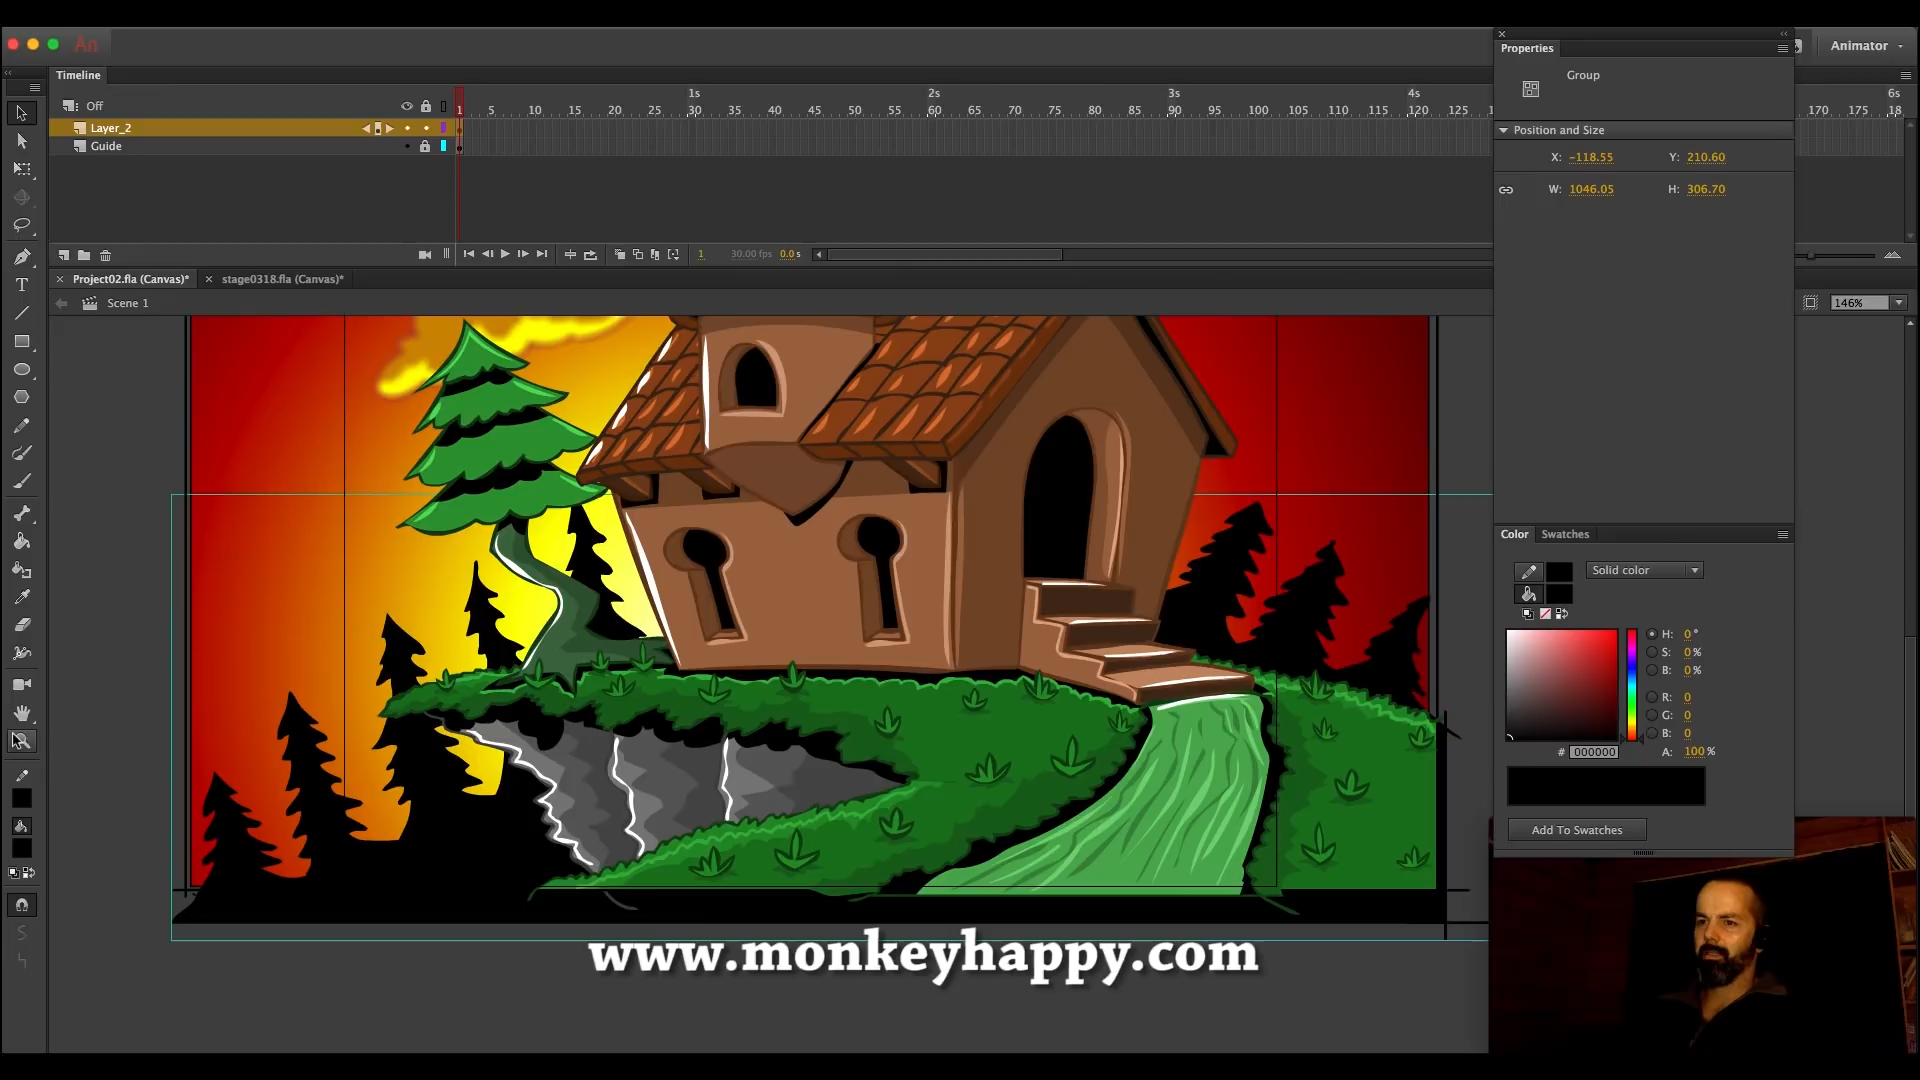 An
Animator
Timeline
Off
1s 2s 3s 4s 6s
1 5 10 15 20 25 30 35 40 45 50 55 60 65 70 75 80 85 90 95 100 105 110 115 120 125 170 175 18
Layer_2
Guide
1 30.00 fps 0.0 s
Project02.fla (Canvas)* stage0318.fla (Canvas)*
Scene 1
146%
Properties
Group
Position and Size
X: -118.55 Y: 210.60
W: 1046.05 H: 306.70
Color Swatches
Solid color
H: 0 °
S: 0 %
B: 0 %
R: 0
G: 0
B: 0
# 000000 A: 100 %
Add To Swatches
www.monkeyhappy.com